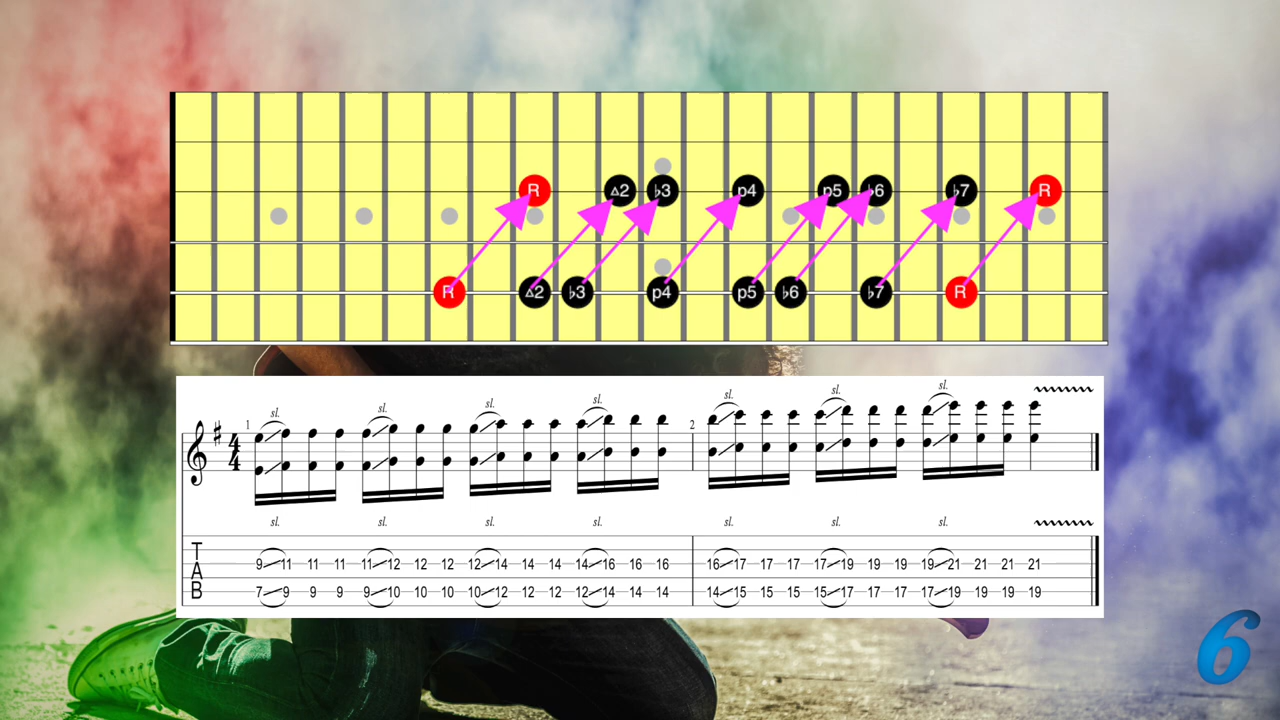 R Δ2 ♭3 p4 p5 ♭6 ♭7 R
R Δ2 ♭3 p4 p5 ♭6 ♭7 R
sl. sl. sl. sl. sl. sl. sl.
1 2
4
4
sl. sl. sl. sl. sl. sl. sl.
T
A 9 11 11 11 11 12 12 12 12 14 14 14 14 16 16 16 16 17 17 17 17 19 19 19 19 21 21 21 21
B 7 9 9 9 9 10 10 10 10 12 12 12 12 14 14 14 14 15 15 15 15 17 17 17 17 19 19 19 19
6